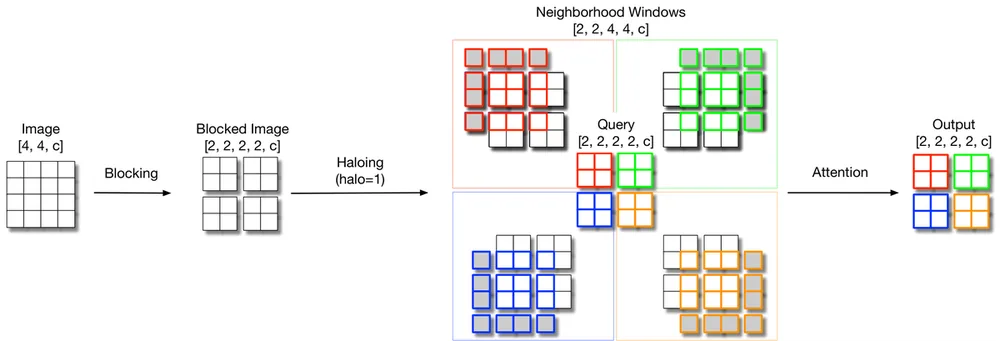 Image
[4, 4, c]
Blocking
Blocked Image
[2, 2, 2, 2, c]
Haloing
(halo=1)
Neighborhood Windows
[2, 2, 4, 4, c]
Query
[2, 2, 2, 2, c]
Attention
Output
[2, 2, 2, 2, c]